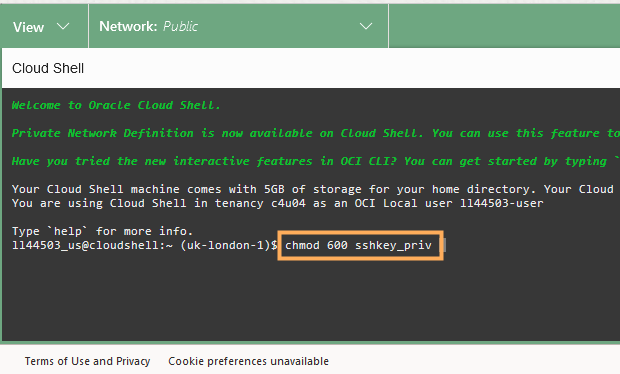 View
Network: Public
Cloud Shell
Welcome to Oracle Cloud Shell.
Private Network Definition is now available on Cloud Shell. You can use this feature to
Have you tried the new interactive features in OCI CLI? You can get started by typing `
Your Cloud Shell machine comes with 5GB of storage for your home directory. Your Cloud
You are using Cloud Shell in tenancy c4u04 as an OCI Local user ll44503-user
Type `help` for more info.
ll44503_us@cloudshell:~ (uk-london-1)$ chmod 600 sshkey_priv
Terms of Use and Privacy Cookie preferences unavailable